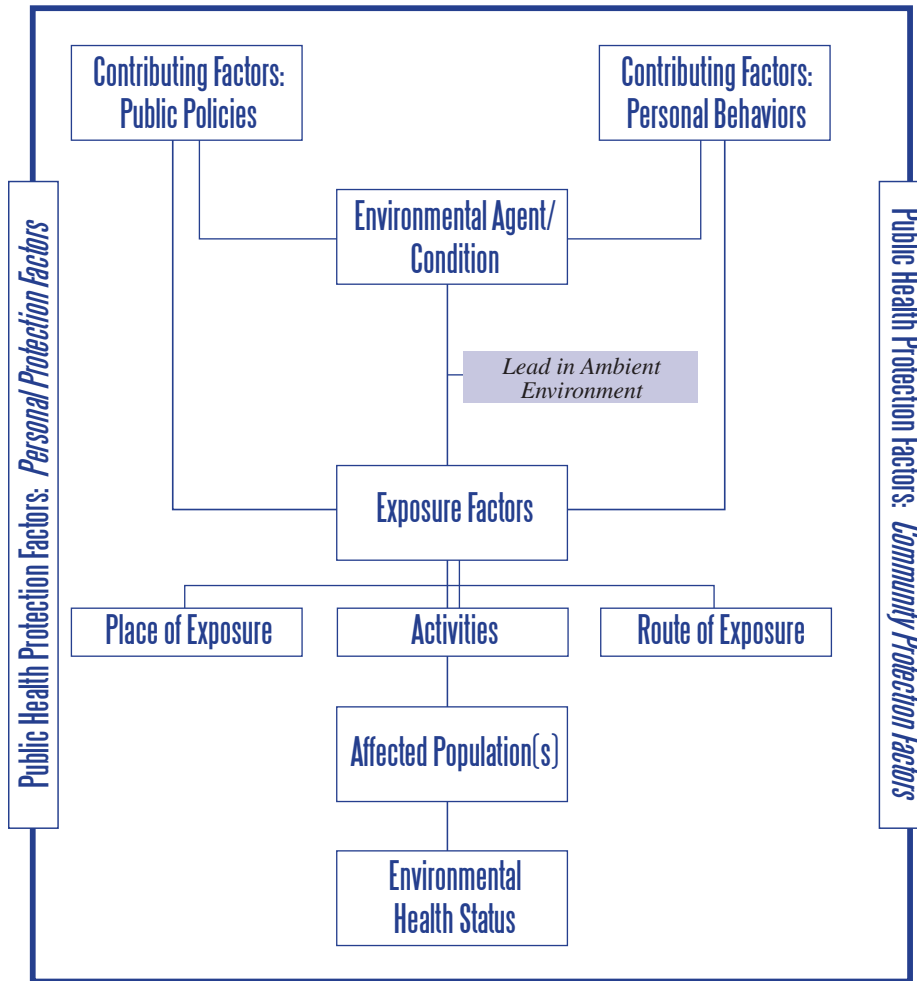 Contributing Factors:
Public Policies
Contributing Factors:
Personal Behaviors
Public Health Protection Factors: Personal Protection Factors
Environmental Agent/
Condition
Public Health Protection Factors: Community Protection Factors
Lead in Ambient
Environment
Exposure Factors
Place of Exposure
Activities
Route of Exposure
Affected Population(s)
Environmental
Health Status